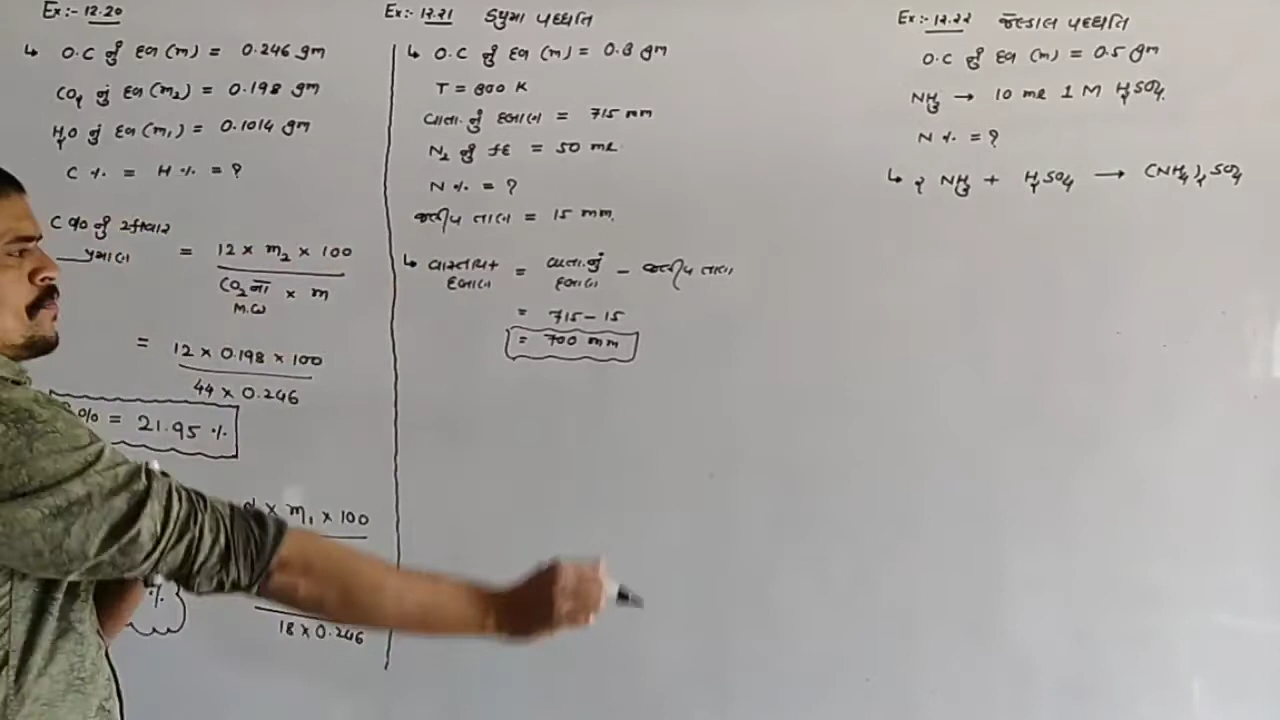 Ex:- 12.20
↳ O.C નું દળ (m) = 0.246 gm
CO₂ નું દળ (m₂) = 0.198 gm
H₂O નું દળ (m₁) = 0.1014 gm
C % = H % = ?
C %નું
પ્રમાણ = 12 × m₂ × 100
CO₂ના × m
M.W
= 12 × 0.198 × 100
44 × 0.246
% = 21.95 %
× m₁ × 100
%
18 × 0.246
Ex:- 12.21 ડ્યુમા પદ્ધતિ
↳ O.C નું દળ (m) = 0.3 gm
T = 300 K
વાતા.નું દબાણ = 715 mm
N₂ નું કદ = 50 ml
N % = ?
જલીય તાણ = 15 mm.
↳ વાસ્તવિક દબાણ = વાતા.નું દબાણ – જલીય તાણ
= 715 – 15
= 700 mm
Ex:- 12.22 જેલ્ડાલ પદ્ધતિ
O.C નું દળ (m) = 0.5 gm
NH₃ → 10 ml 1 M H₂SO₄.
N % = ?
↳ 2 NH₃ + H₂SO₄ → (NH₄)₂SO₄